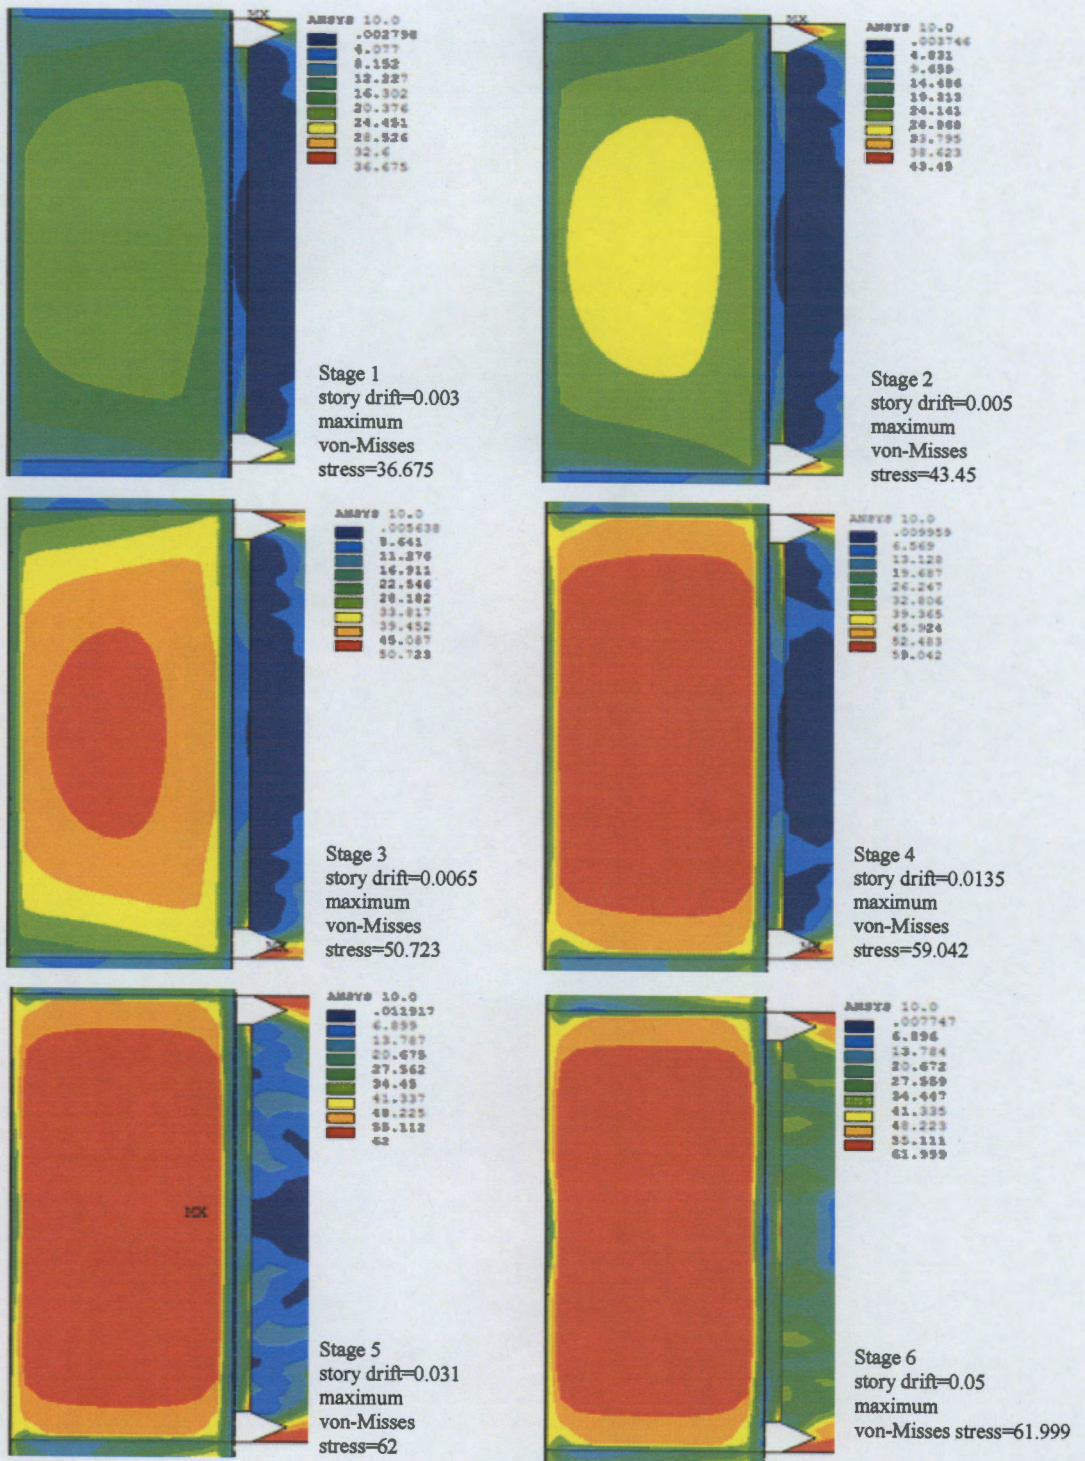 MX
ANSYS 10.0
.002798
4.077
8.152
12.227
16.302
20.376
24.451
28.526
32.6
36.675
Stage 1
story drift=0.003
maximum
von-Misses
stress=36.675
MX
ANSYS 10.0
.003746
4.831
9.659
14.486
19.313
24.141
28.968
33.795
38.623
43.45
Stage 2
story drift=0.005
maximum
von-Misses
stress=43.45
ANSYS 10.0
.005638
5.641
11.276
16.911
22.546
28.182
33.817
39.452
45.087
50.723
MX
Stage 3
story drift=0.0065
maximum
von-Misses
stress=50.723
ANSYS 10.0
.009959
6.569
13.128
19.687
26.247
32.806
39.365
45.924
52.483
59.042
MX
Stage 4
story drift=0.0135
maximum
von-Misses
stress=59.042
ANSYS 10.0
.011917
6.899
13.787
20.675
27.562
34.45
41.337
48.225
55.112
62
MX
Stage 5
story drift=0.031
maximum
von-Misses
stress=62
ANSYS 10.0
.007747
6.896
13.784
20.672
27.559
34.447
41.335
48.223
55.111
61.999
Stage 6
story drift=0.05
maximum
von-Misses stress=61.999